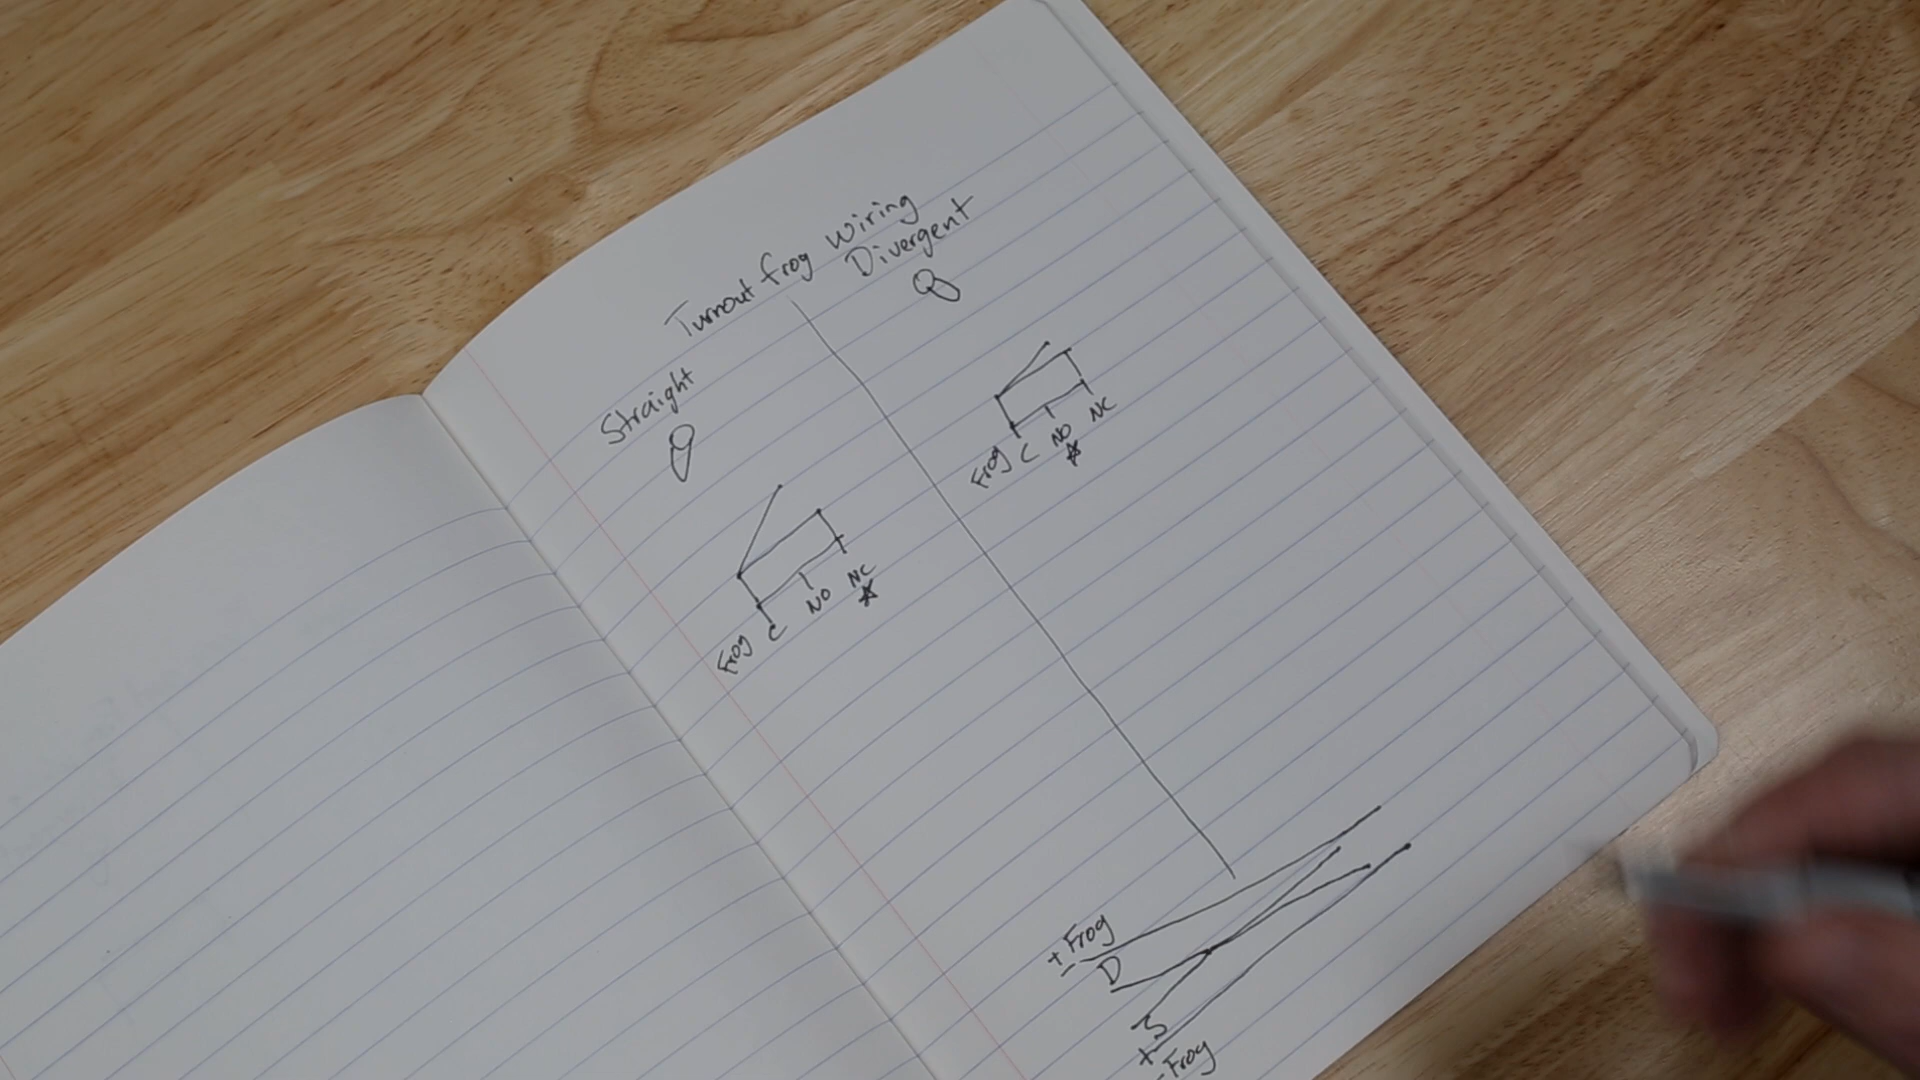 Turnout frog Wiring
Straight
Divergent
Frog C NO NC
Frog C NO NC
+ Frog
-
D
S
+
- Frog